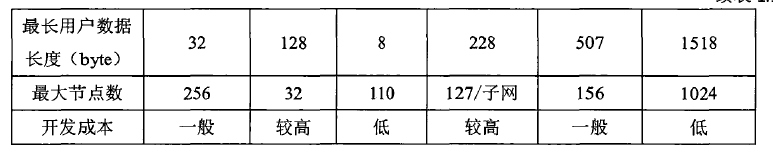 最长用户数据
长度（byte） 32 128 8 228 507 1518
最大节点数 256 32 110 127/子网 156 1024
开发成本 一般 较高 低 较高 一般 低